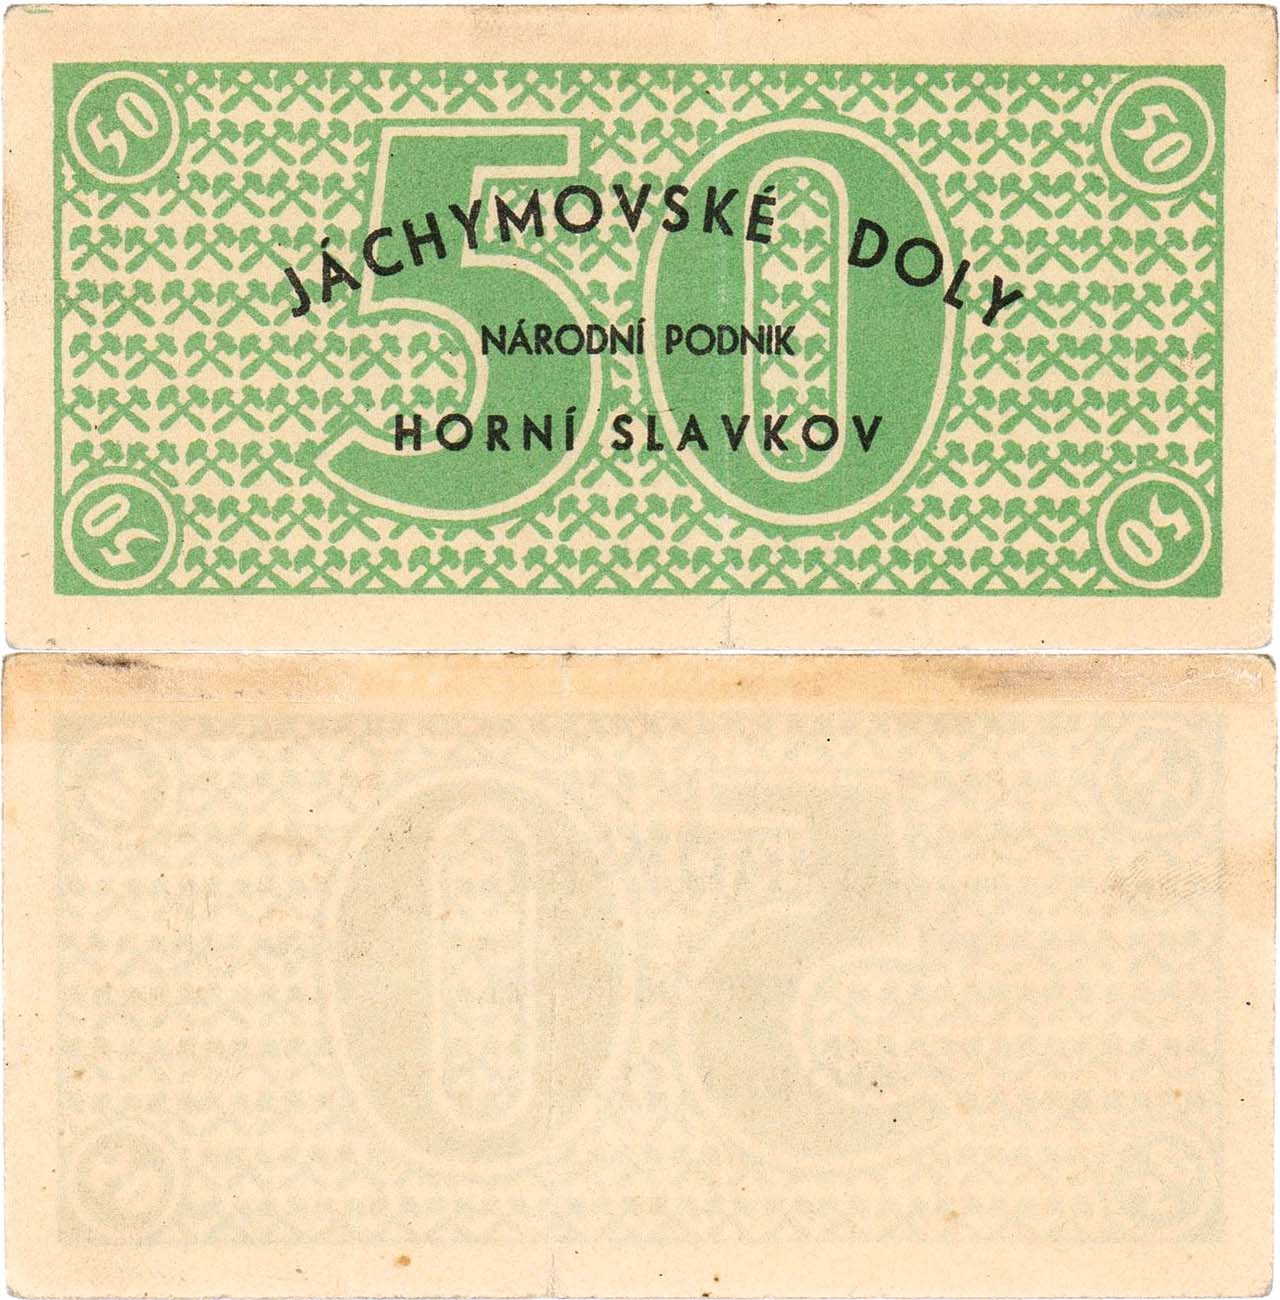 50 50
50
JÁCHYMOVSKÉ DOLY
NÁRODNÍ PODNIK
HORNÍ SLAVKOV
50 50